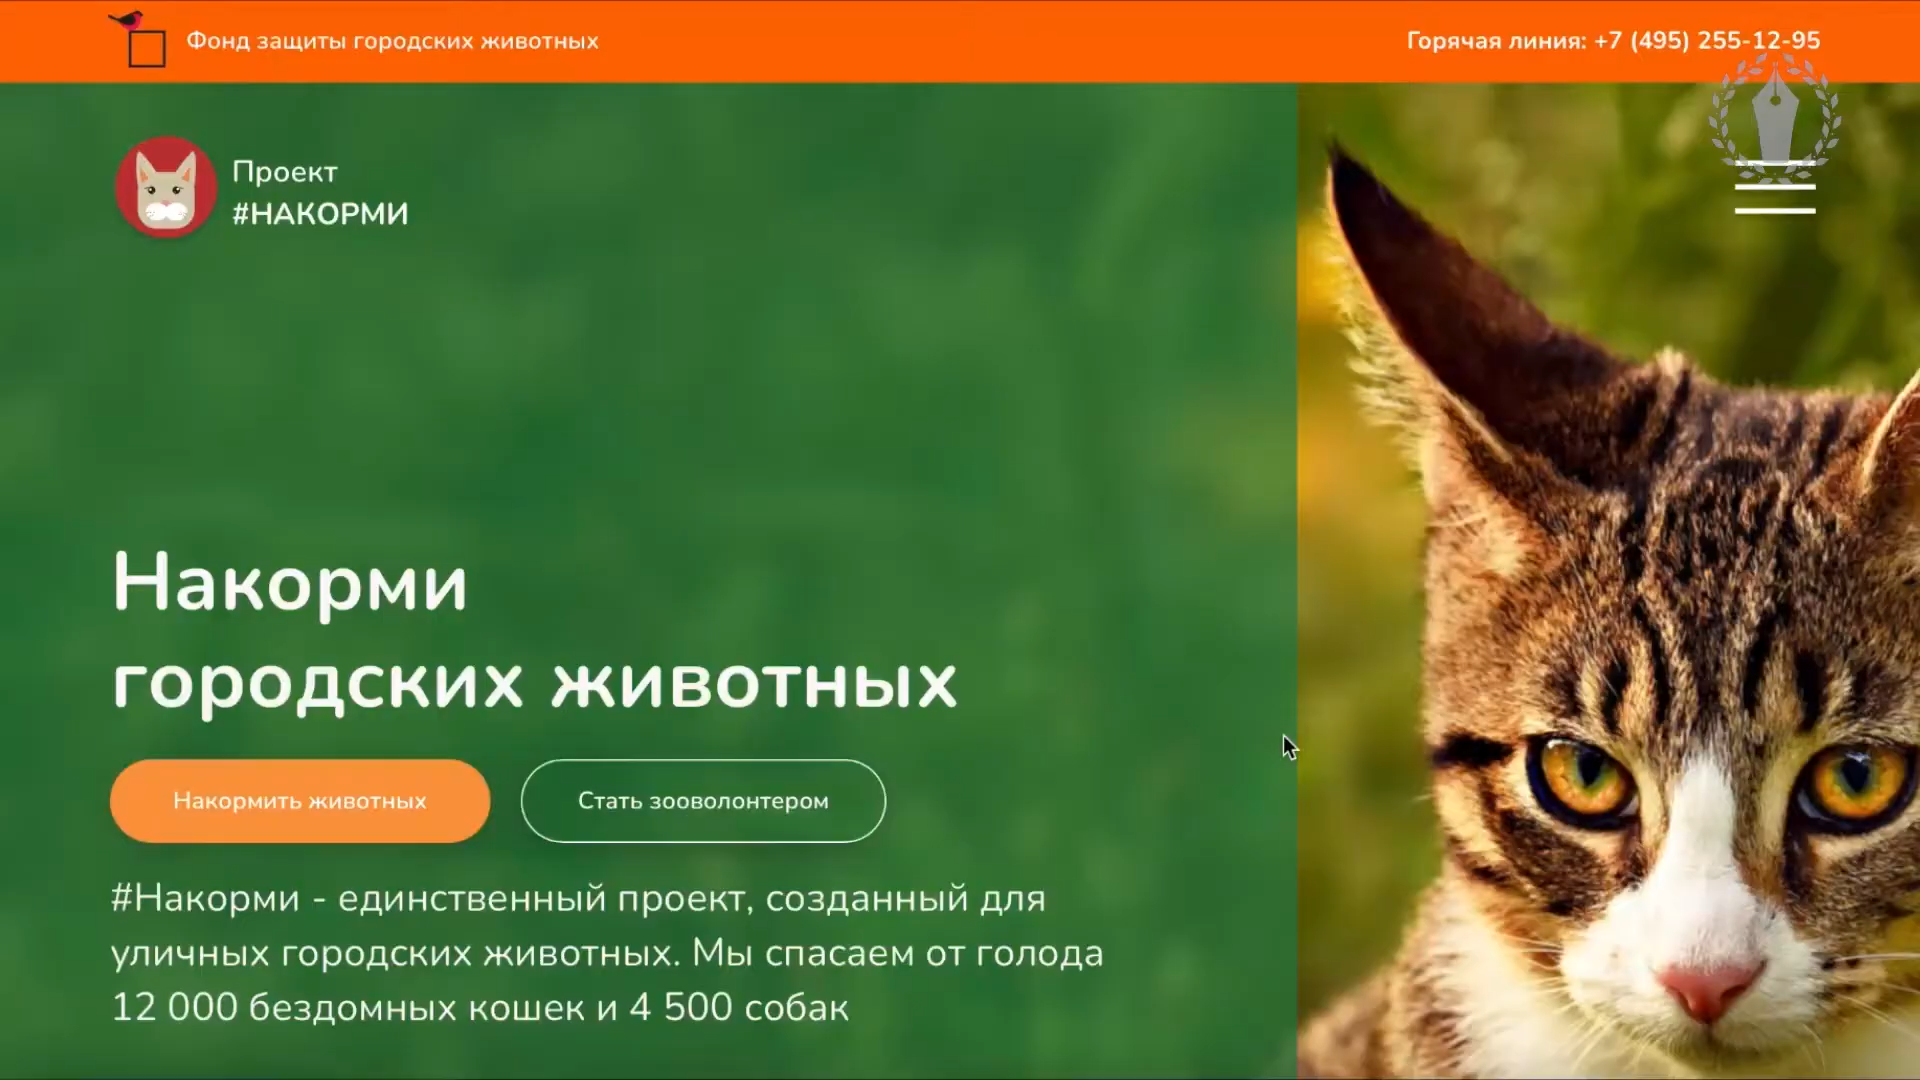 Фонд защиты городских животных
Горячая линия: +7 (495) 255-12-95
Проект
#НАКОРМИ
Накорми
городских животных
Накормить животных
Стать зооволонтером
#Накорми - единственный проект, созданный для
уличных городских животных. Мы спасаем от голода
12 000 бездомных кошек и 4 500 собак